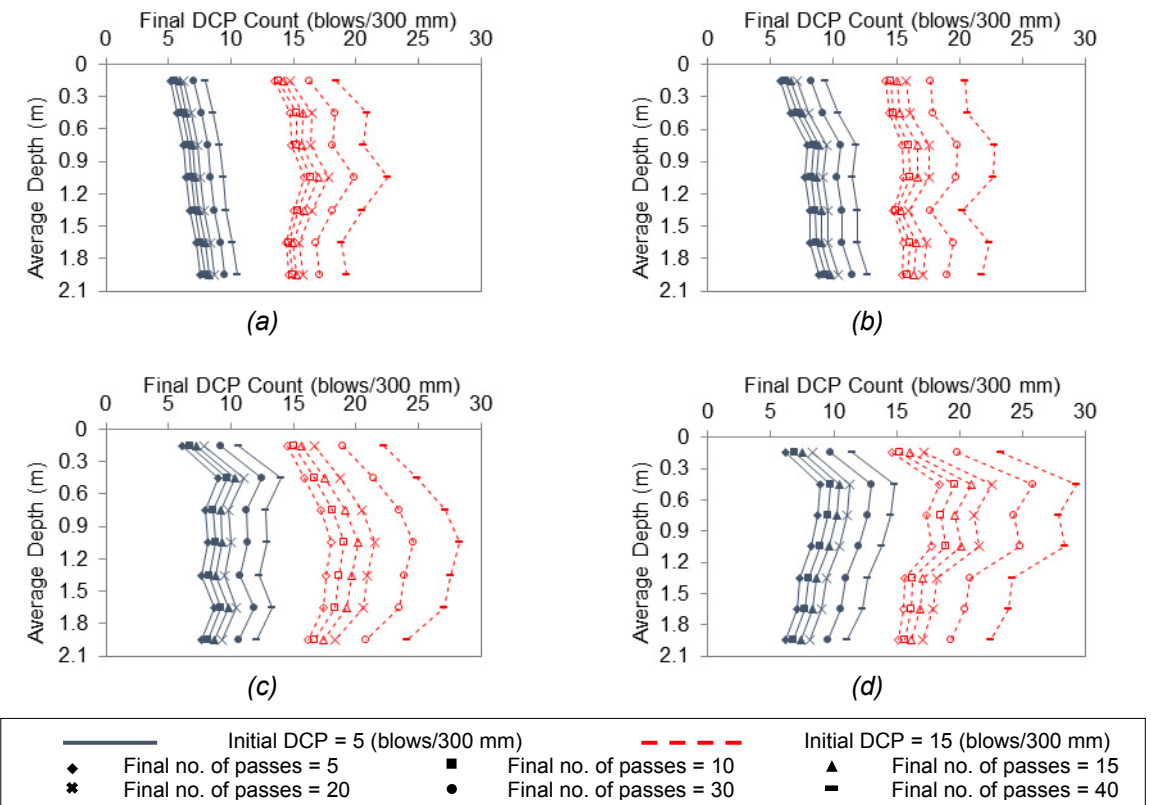 Final DCP Count (blows/300 mm)
0 5 10 15 20 25 30
0
0.3
0.6
0.9
1.2
1.5
1.8
2.1
Average Depth (m)
(a)
Final DCP Count (blows/300 mm)
0 5 10 15 20 25 30
0
0.3
0.6
0.9
1.2
1.5
1.8
2.1
Average Depth (m)
(b)
Final DCP Count (blows/300 mm)
0 5 10 15 20 25 30
0
0.3
0.6
0.9
1.2
1.5
1.8
2.1
Average Depth (m)
(c)
Final DCP Count (blows/300 mm)
0 5 10 15 20 25 30
0
0.3
0.6
0.9
1.2
1.5
1.8
2.1
Average Depth (m)
(d)
Initial DCP = 5 (blows/300 mm) Initial DCP = 15 (blows/300 mm)
Final no. of passes = 5 Final no. of passes = 10 Final no. of passes = 15
Final no. of passes = 20 Final no. of passes = 30 Final no. of passes = 40